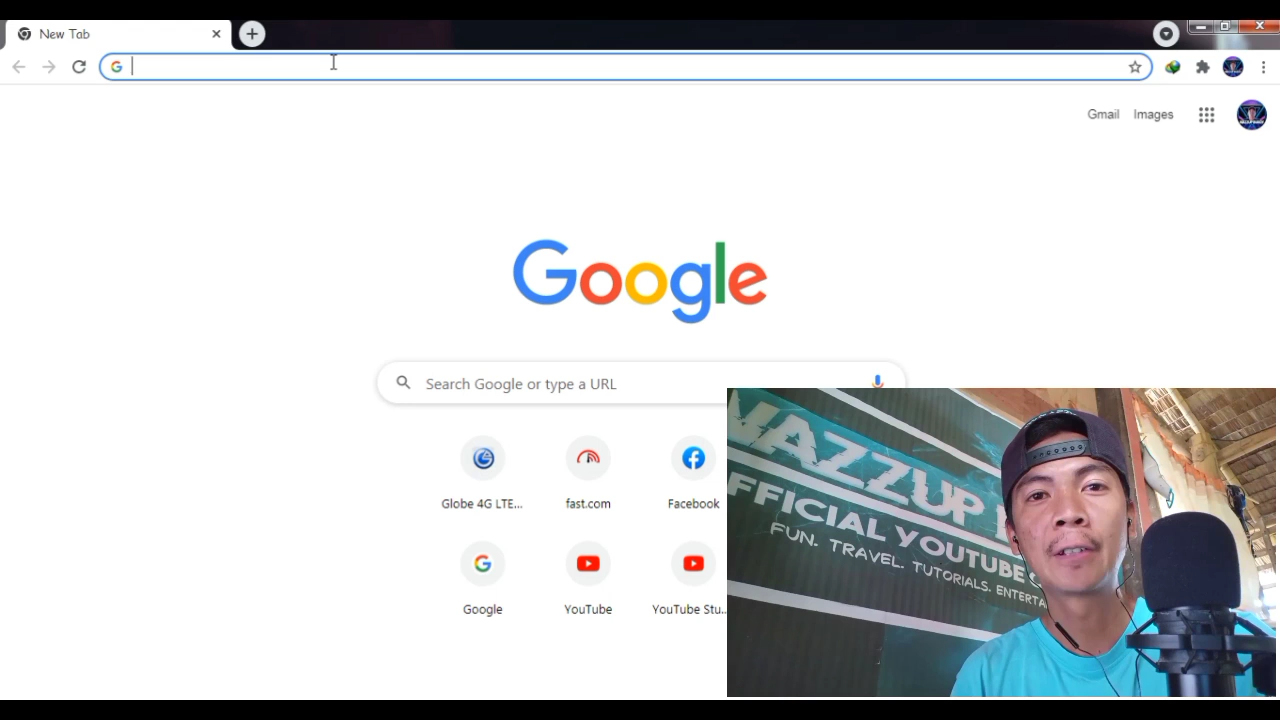 New Tab
Gmail
Images
Google
Search Google or type a URL
Globe 4G LTE...
fast.com
Facebook
Google
YouTube
YouTube Stu...
FFICIAL YOUTUBE
FUN. TRAVEL. TUTORIALS. ENTERTA